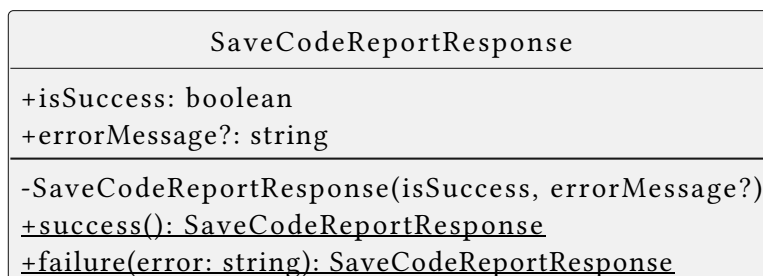 SaveCodeReportResponse
+isSuccess: boolean
+errorMessage?: string
-SaveCodeReportResponse(isSuccess, errorMessage?)
+success(): SaveCodeReportResponse
+failure(error: string): SaveCodeReportResponse